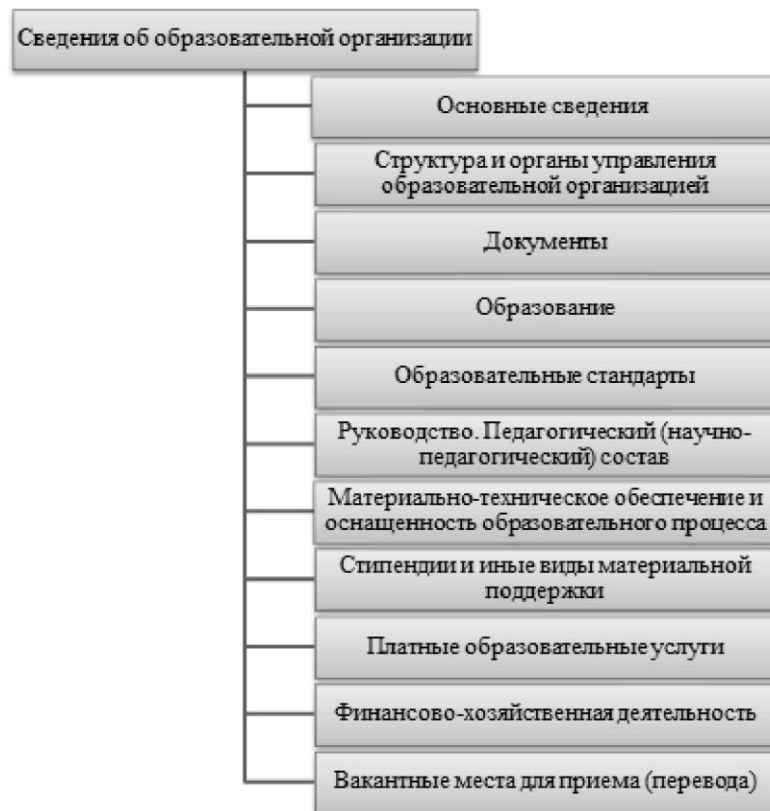 Сведения об образовательной организации
Основные сведения
Структура и органы управления
образовательной организацией
Документы
Образование
Образовательные стандарты
Руководство. Педагогический (научно-
педагогический) состав
Материально-техническое обеспечение и
оснащенность образовательного процесса
Стипендии и иные виды материальной
поддержки
Платные образовательные услуги
Финансово-хозяйственная деятельность
Вакантные места для приема (перевода)